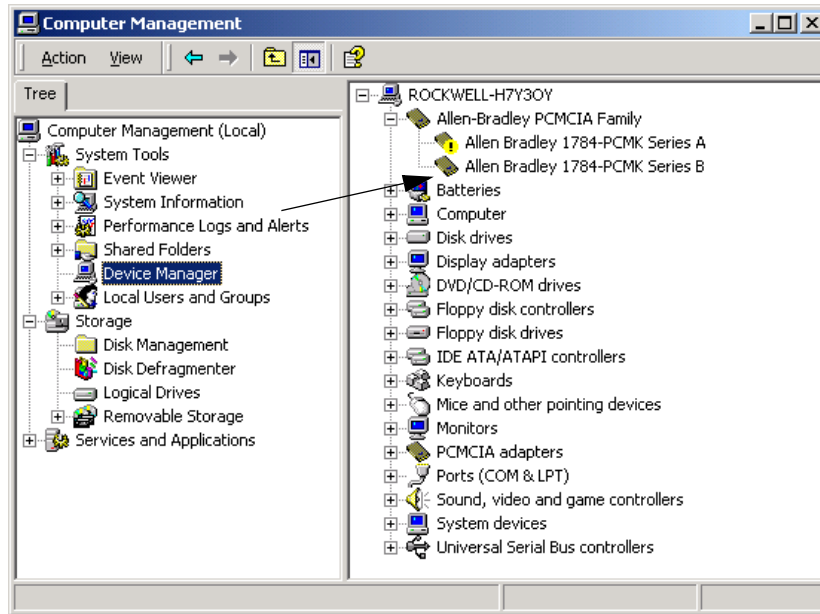 Computer Management
Action View
Tree
Computer Management (Local)
System Tools
Event Viewer
System Information
Performance Logs and Alerts
Shared Folders
Device Manager
Local Users and Groups
Storage
Disk Management
Disk Defragmenter
Logical Drives
Removable Storage
Services and Applications
ROCKWELL-H7Y3OY
Allen-Bradley PCMCIA Family
Allen Bradley 1784-PCMK Series A
Allen Bradley 1784-PCMK Series B
Batteries
Computer
Disk drives
Display adapters
DVD/CD-ROM drives
Floppy disk controllers
Floppy disk drives
IDE ATA/ATAPI controllers
Keyboards
Mice and other pointing devices
Monitors
PCMCIA adapters
Ports (COM & LPT)
Sound, video and game controllers
System devices
Universal Serial Bus controllers